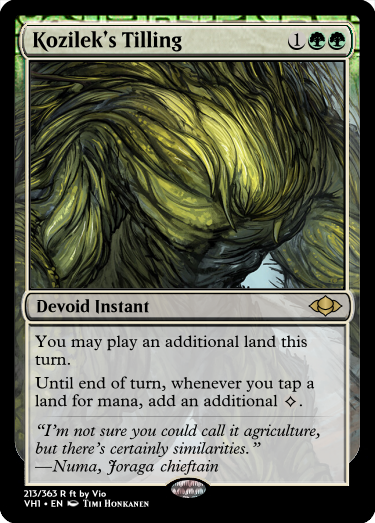 Kozilek's Tilling 1
Devoid Instant
You may play an additional land this
turn.
Until end of turn, whenever you tap a
land for mana, add an additional ◇.
“I'm not sure you could call it agriculture,
but there's certainly similarities.”
—Numa, Joraga chieftain
213/363 R ft by Vio
VH1 • EN Timi Honkanen